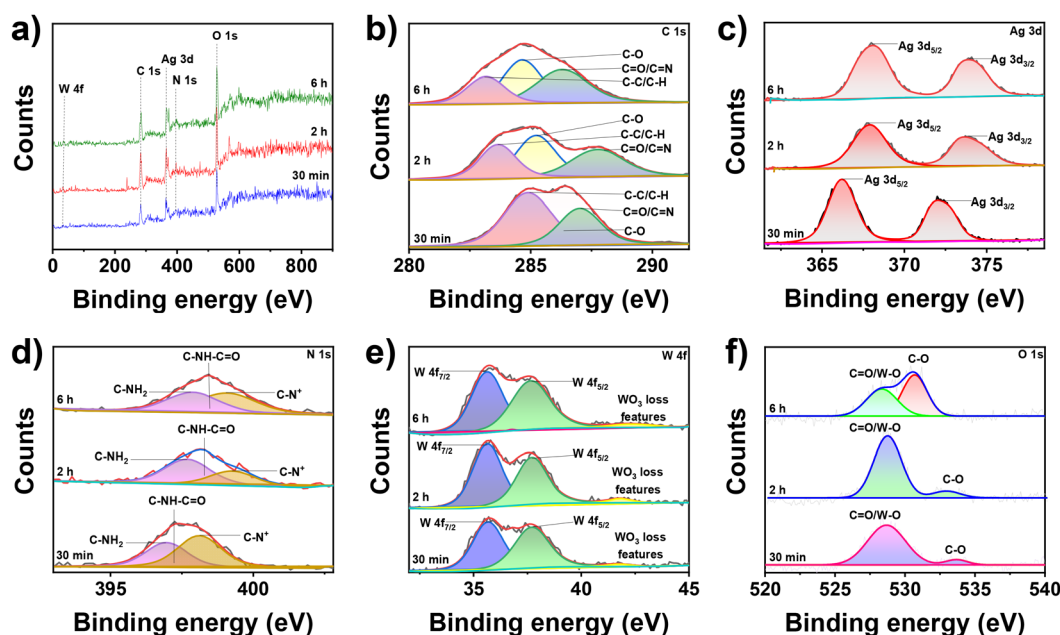 a)
O 1s
Ag 3d
C 1s
N 1s
W 4f
6 h
2 h
30 min
Counts
0 200 400 600 800
Binding energy (eV)
b)
C 1s
C-O
C=O/C=N
C-C/C-H
6 h
C-O
C-C/C-H
C=O/C=N
2 h
C-C/C-H
C=O/C=N
C-O
30 min
Counts
280 285 290
Binding energy (eV)
c)
Ag 3d
Ag 3d5/2
Ag 3d3/2
6 h
Ag 3d5/2
Ag 3d3/2
2 h
Ag 3d5/2
Ag 3d3/2
30 min
Counts
365 370 375
Binding energy (eV)
d)
N 1s
C-NH-C=O
C-NH2
C-N+
6 h
C-NH-C=O
C-NH2
C-N+
2 h
C-NH-C=O
C-NH2
C-N+
30 min
Counts
395 400
Binding energy (eV)
e)
W 4f
W 4f7/2
W 4f5/2
WO3 loss
features
6 h
W 4f7/2
W 4f5/2
WO3 loss
features
2 h
W 4f7/2
W 4f5/2
WO3 loss
features
30 min
Counts
35 40 45
Binding energy (eV)
f)
O 1s
C-O
C=O/W-O
6 h
C=O/W-O
C-O
2 h
C=O/W-O
C-O
30 min
Counts
520 525 530 535 540
Binding energy (eV)